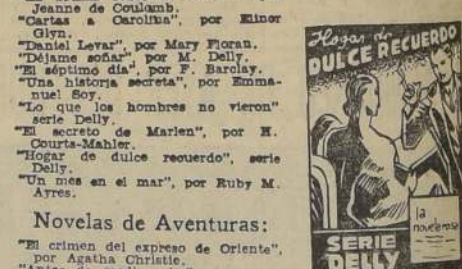 Jeanne de Coulomb.
"Cartas a Carolina", por Elinor
Glyn.
"Daniel Levar", por Mary Floran.
"Déjame soñar" por M. Delly.
"El séptimo día", por F. Barclay.
"Una historia secreta", por Emma-
nuel Soy.
"Lo que los hombres no vieron"
serie Delly.
"El secreto de Marlen", por H.
Courts-Mahler.
"Hogar de dulce recuerdo", serie
Delly.
"Un mes en el mar", por Ruby M.
Ayres.
Novelas de Aventuras:
"El crimen del expreso de Oriente",
por Agatha Christie.
Hogar de
DULCE RECUERDO
la
novela rosa
SERIE
DELLY